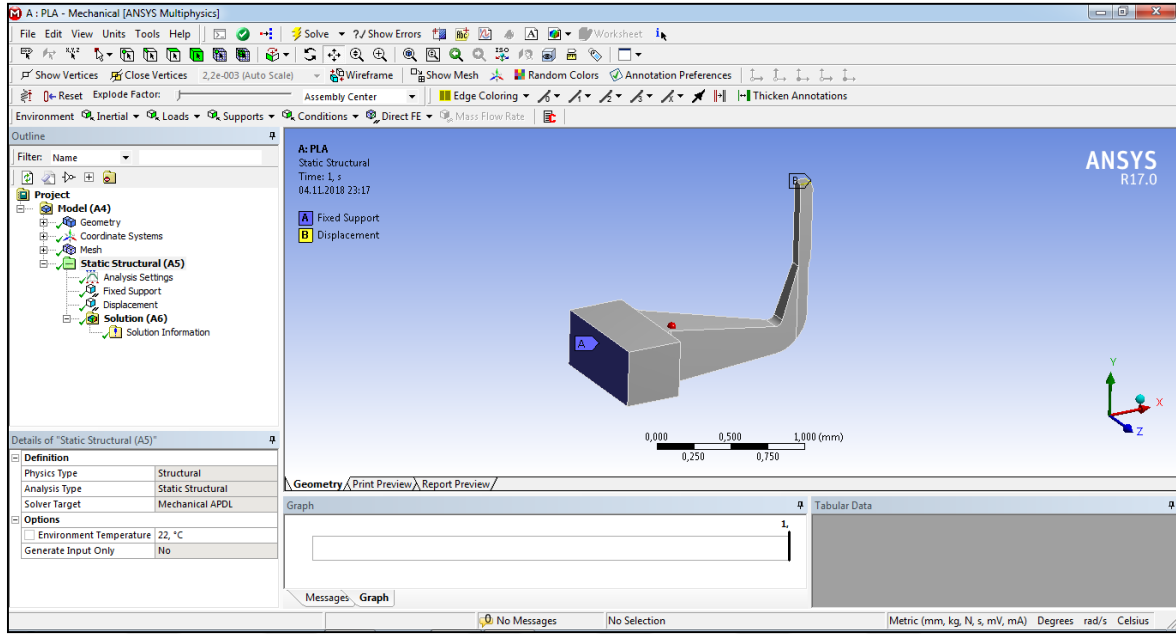 A : PLA - Mechanical [ANSYS Multiphysics]
File Edit View Units Tools Help Solve ?/ Show Errors A Worksheet
Show Vertices Close Vertices 2,2e-003 (Auto Scale) Wireframe Show Mesh Random Colors Annotation Preferences
Reset Explode Factor: Assembly Center Edge Coloring Thicken Annotations
Environment Inertial Loads Supports Conditions Direct FE Mass Flow Rate
Outline
Filter: Name
Project
Model (A4)
Geometry
Coordinate Systems
Mesh
Static Structural (A5)
Analysis Settings
Fixed Support
Displacement
Solution (A6)
Solution Information
Details of "Static Structural (A5)"
Definition
Physics Type Structural
Analysis Type Static Structural
Solver Target Mechanical APDL
Options
Environment Temperature 22, °C
Generate Input Only No
A: PLA
Static Structural
Time: 1, s
04.11.2018 23:17
A Fixed Support
B Displacement
ANSYS
R17.0
B
A
Y
X
Z
0,000 0,500 1,000 (mm)
0,250 0,750
Geometry Print Preview Report Preview
Graph
1,
Messages Graph
Tabular Data
No Messages No Selection Metric (mm, kg, N, s, mV, mA) Degrees rad/s Celsius